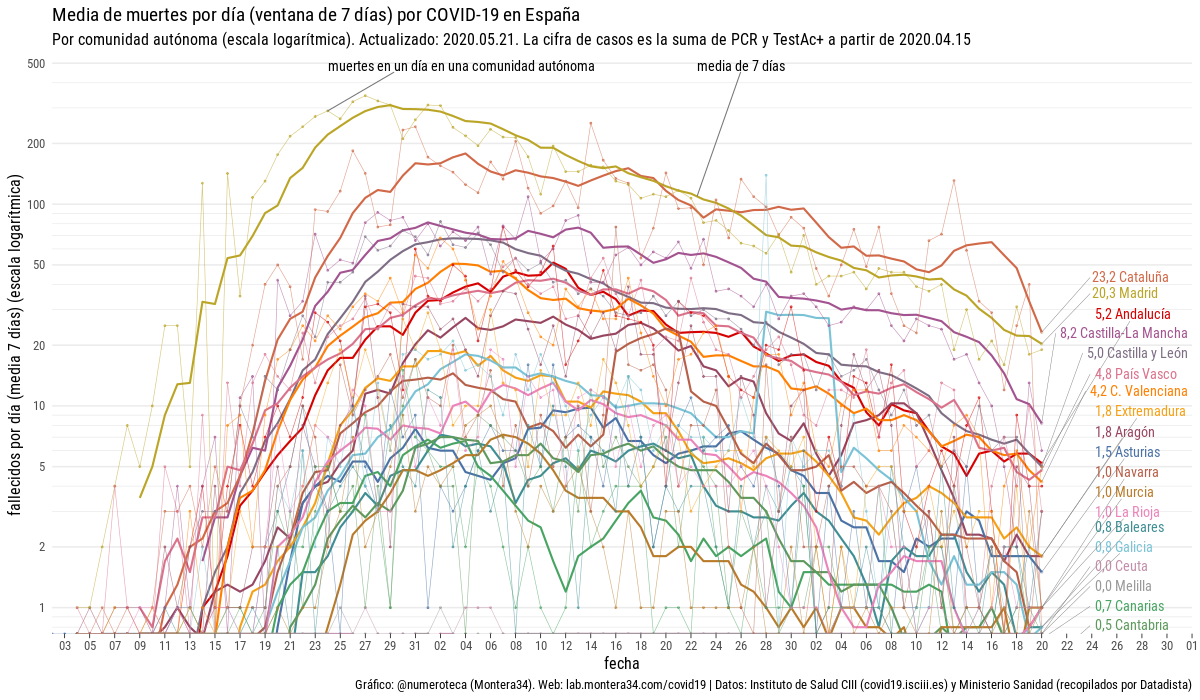 Media de muertes por día (ventana de 7 días) por COVID-19 en España
Por comunidad autónoma (escala logarítmica). Actualizado: 2020.05.21. La cifra de casos es la suma de PCR y TestAc+ a partir de 2020.04.15
muertes en un día en una comunidad autónoma
media de 7 días
fallecidos por día (media 7 días) (escala logarítmica)
500
200
100
50
20
10
5
2
1
23,2 Cataluña
20,3 Madrid
5,2 Andalucía
8,2 Castilla-La Mancha
5,0 Castilla y León
4,8 País Vasco
4,2 C. Valenciana
1,8 Extremadura
1,8 Aragón
1,5 Asturias
1,0 Navarra
1,0 Murcia
1,0 La Rioja
0,8 Baleares
0,8 Galicia
0,0 Ceuta
0,0 Melilla
0,7 Canarias
0,5 Cantabria
03 05 07 09 11 13 15 17 19 21 23 25 27 29 31 02 04 06 08 10 12 14 16 18 20 22 24 26 28 30 02 04 06 08 10 12 14 16 18 20 22 24 26 28 30 01
fecha
Gráfico: @numeroteca (Montera34). Web: lab.montera34.com/covid19 | Datos: Instituto de Salud CIII (covid19.isciii.es) y Ministerio Sanidad (recopilados por Datadista)